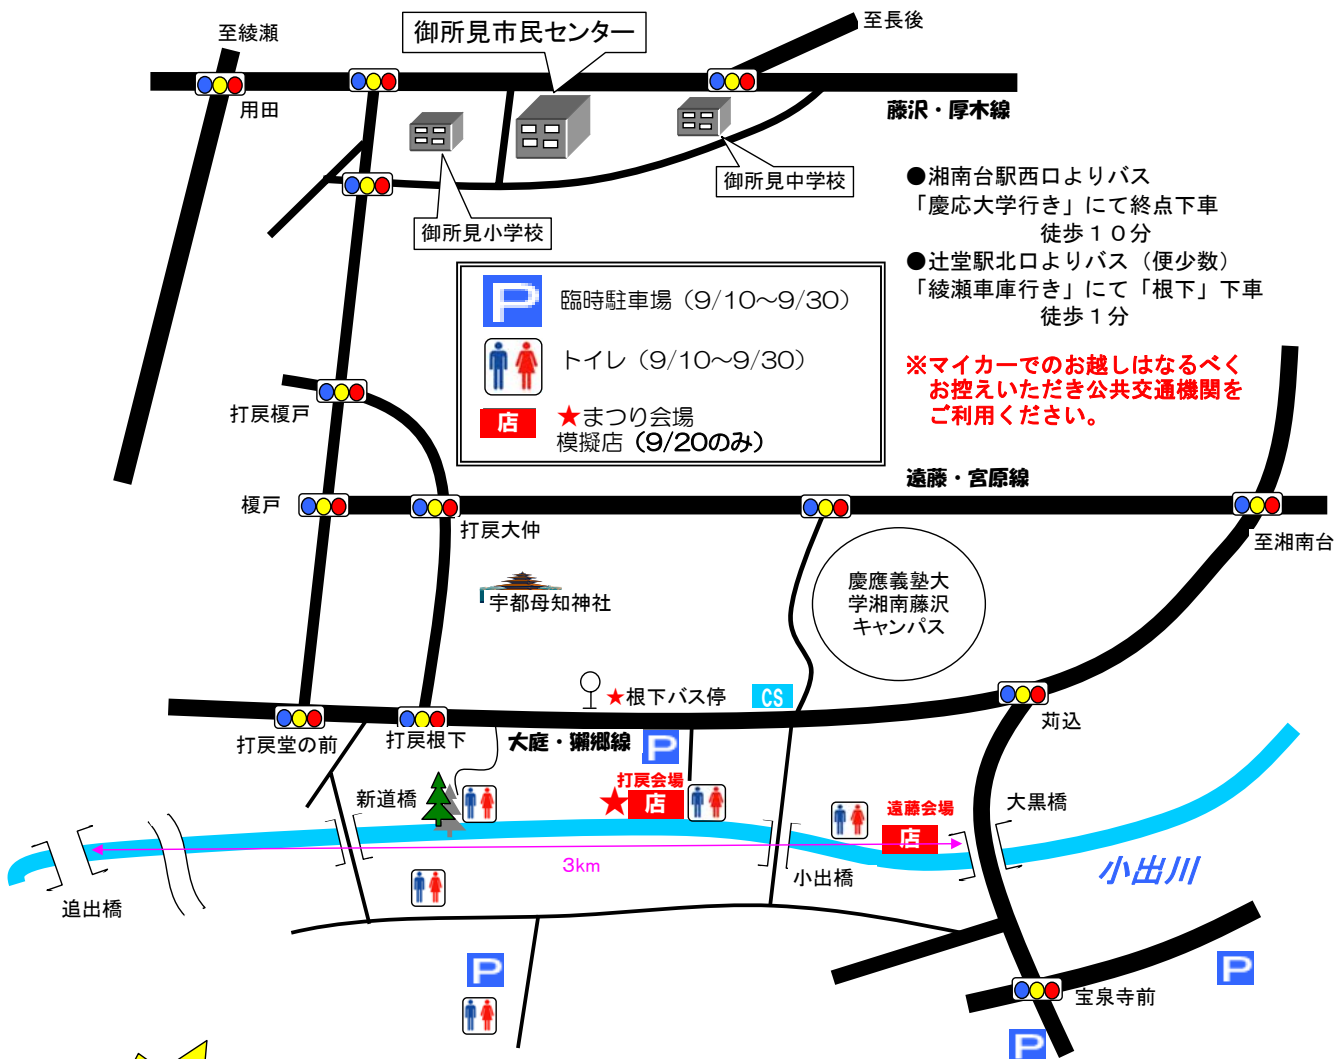 至綾瀬
御所見市民センター
至長後
用田
藤沢・厚木線
御所見中学校
御所見小学校
●湘南台駅西口よりバス
「慶応大学行き」にて終点下車
徒歩１０分
●辻堂駅北口よりバス（便少数）
「綾瀬車庫行き」にて「根下」下車
徒歩１分
※マイカーでのお越しはなるべく
お控えいただき公共交通機関を
ご利用ください。
P 臨時駐車場（9/10～9/30）
トイレ（9/10～9/30）
店 ★まつり会場
模擬店（9/20のみ）
打戻榎戸
遠藤・宮原線
榎戸
打戻大仲
至湘南台
宇都母知神社
慶應義塾大
学湘南藤沢
キャンパス
★根下バス停
CS
打戻堂の前
打戻根下
大庭・獺郷線
P
苅込
新道橋
打戻会場
★店
遠藤会場
店
大黒橋
3km
小出橋
小出川
追出橋
P
P
宝泉寺前
P